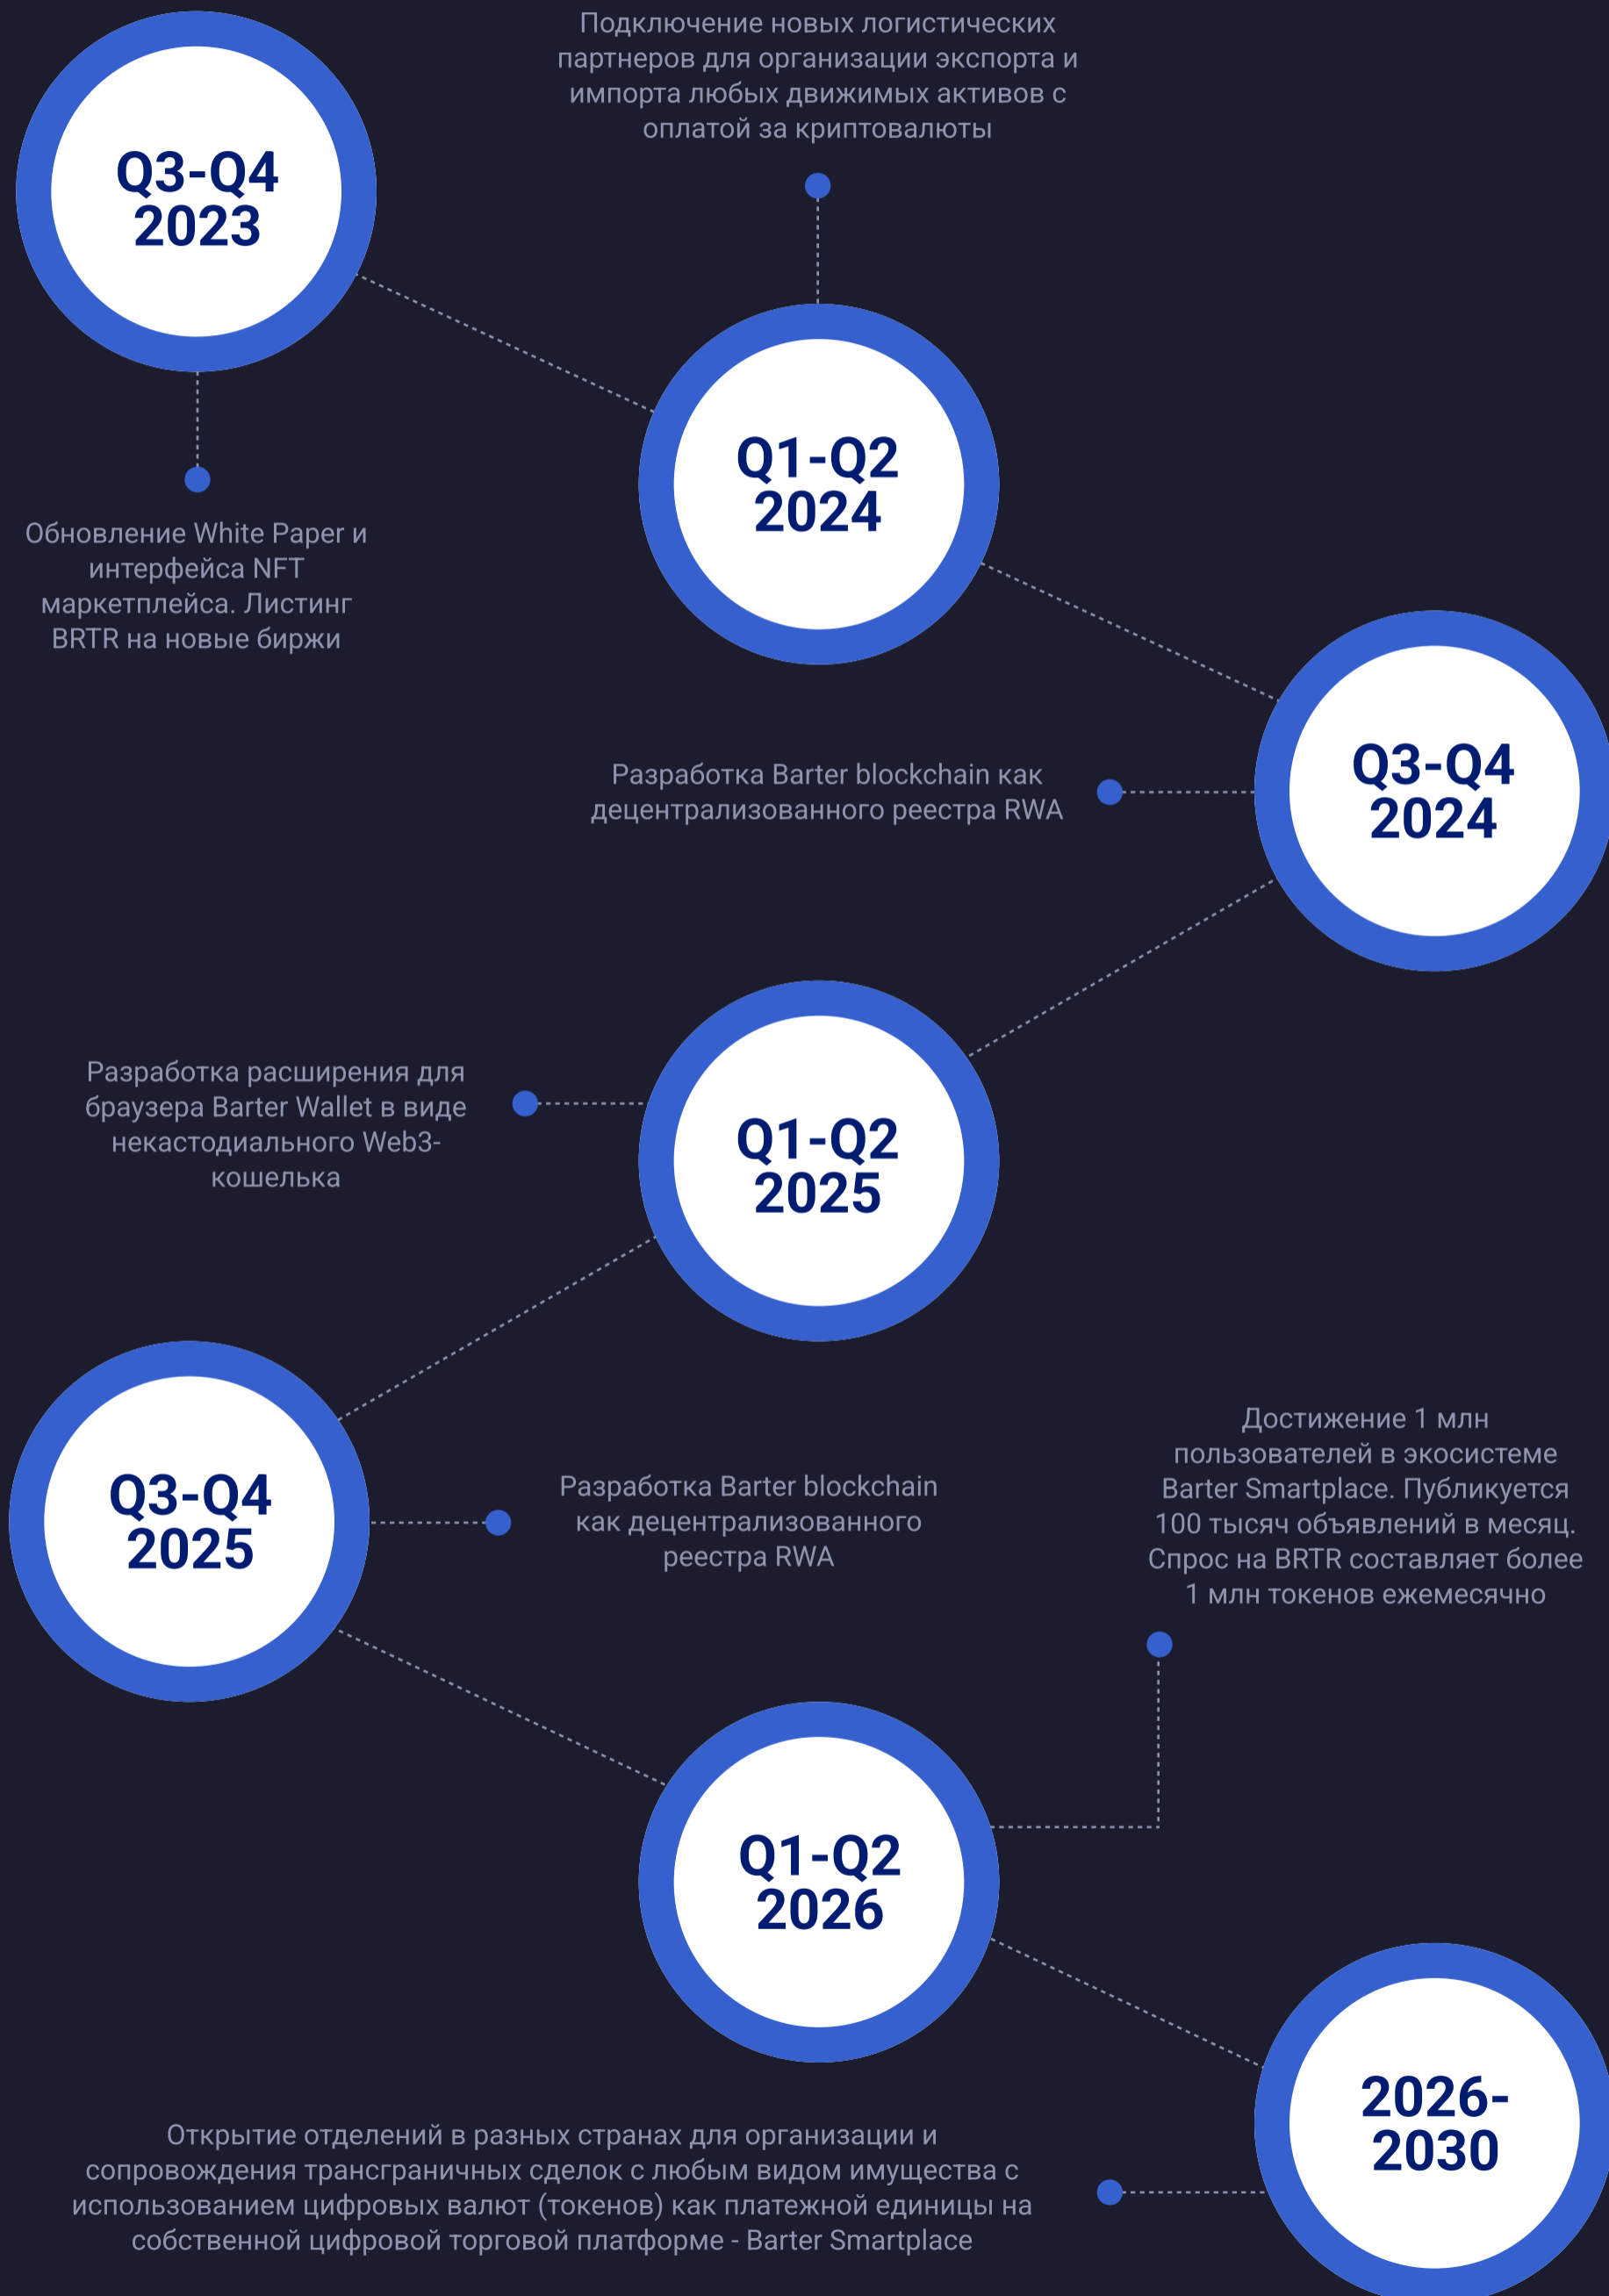 Q3-Q4
2023
Обновление White Paper и
интерфейса NFT
маркетплейса. Листинг
BRTR на новые биржи
Подключение новых логистических
партнеров для организации экспорта и
импорта любых движимых активов с
оплатой за криптовалюты
Q1-Q2
2024
Q3-Q4
2024
Разработка Barter blockchain как
децентрализованного реестра RWA
Q1-Q2
2025
Разработка расширения для
браузера Barter Wallet в виде
некастодиального Web3-
кошелька
Q3-Q4
2025
Разработка Barter blockchain
как децентрализованного
реестра RWA
Достижение 1 млн
пользователей в экосистеме
Barter Smartplace. Публикуется
100 тысяч объявлений в месяц.
Спрос на BRTR составляет более
1 млн токенов ежемесячно
Q1-Q2
2026
2026-
2030
Открытие отделений в разных странах для организации и
сопровождения трансграничных сделок с любым видом имущества с
использованием цифровых валют (токенов) как платежной единицы на
собственной цифровой торговой платформе - Barter Smartplace